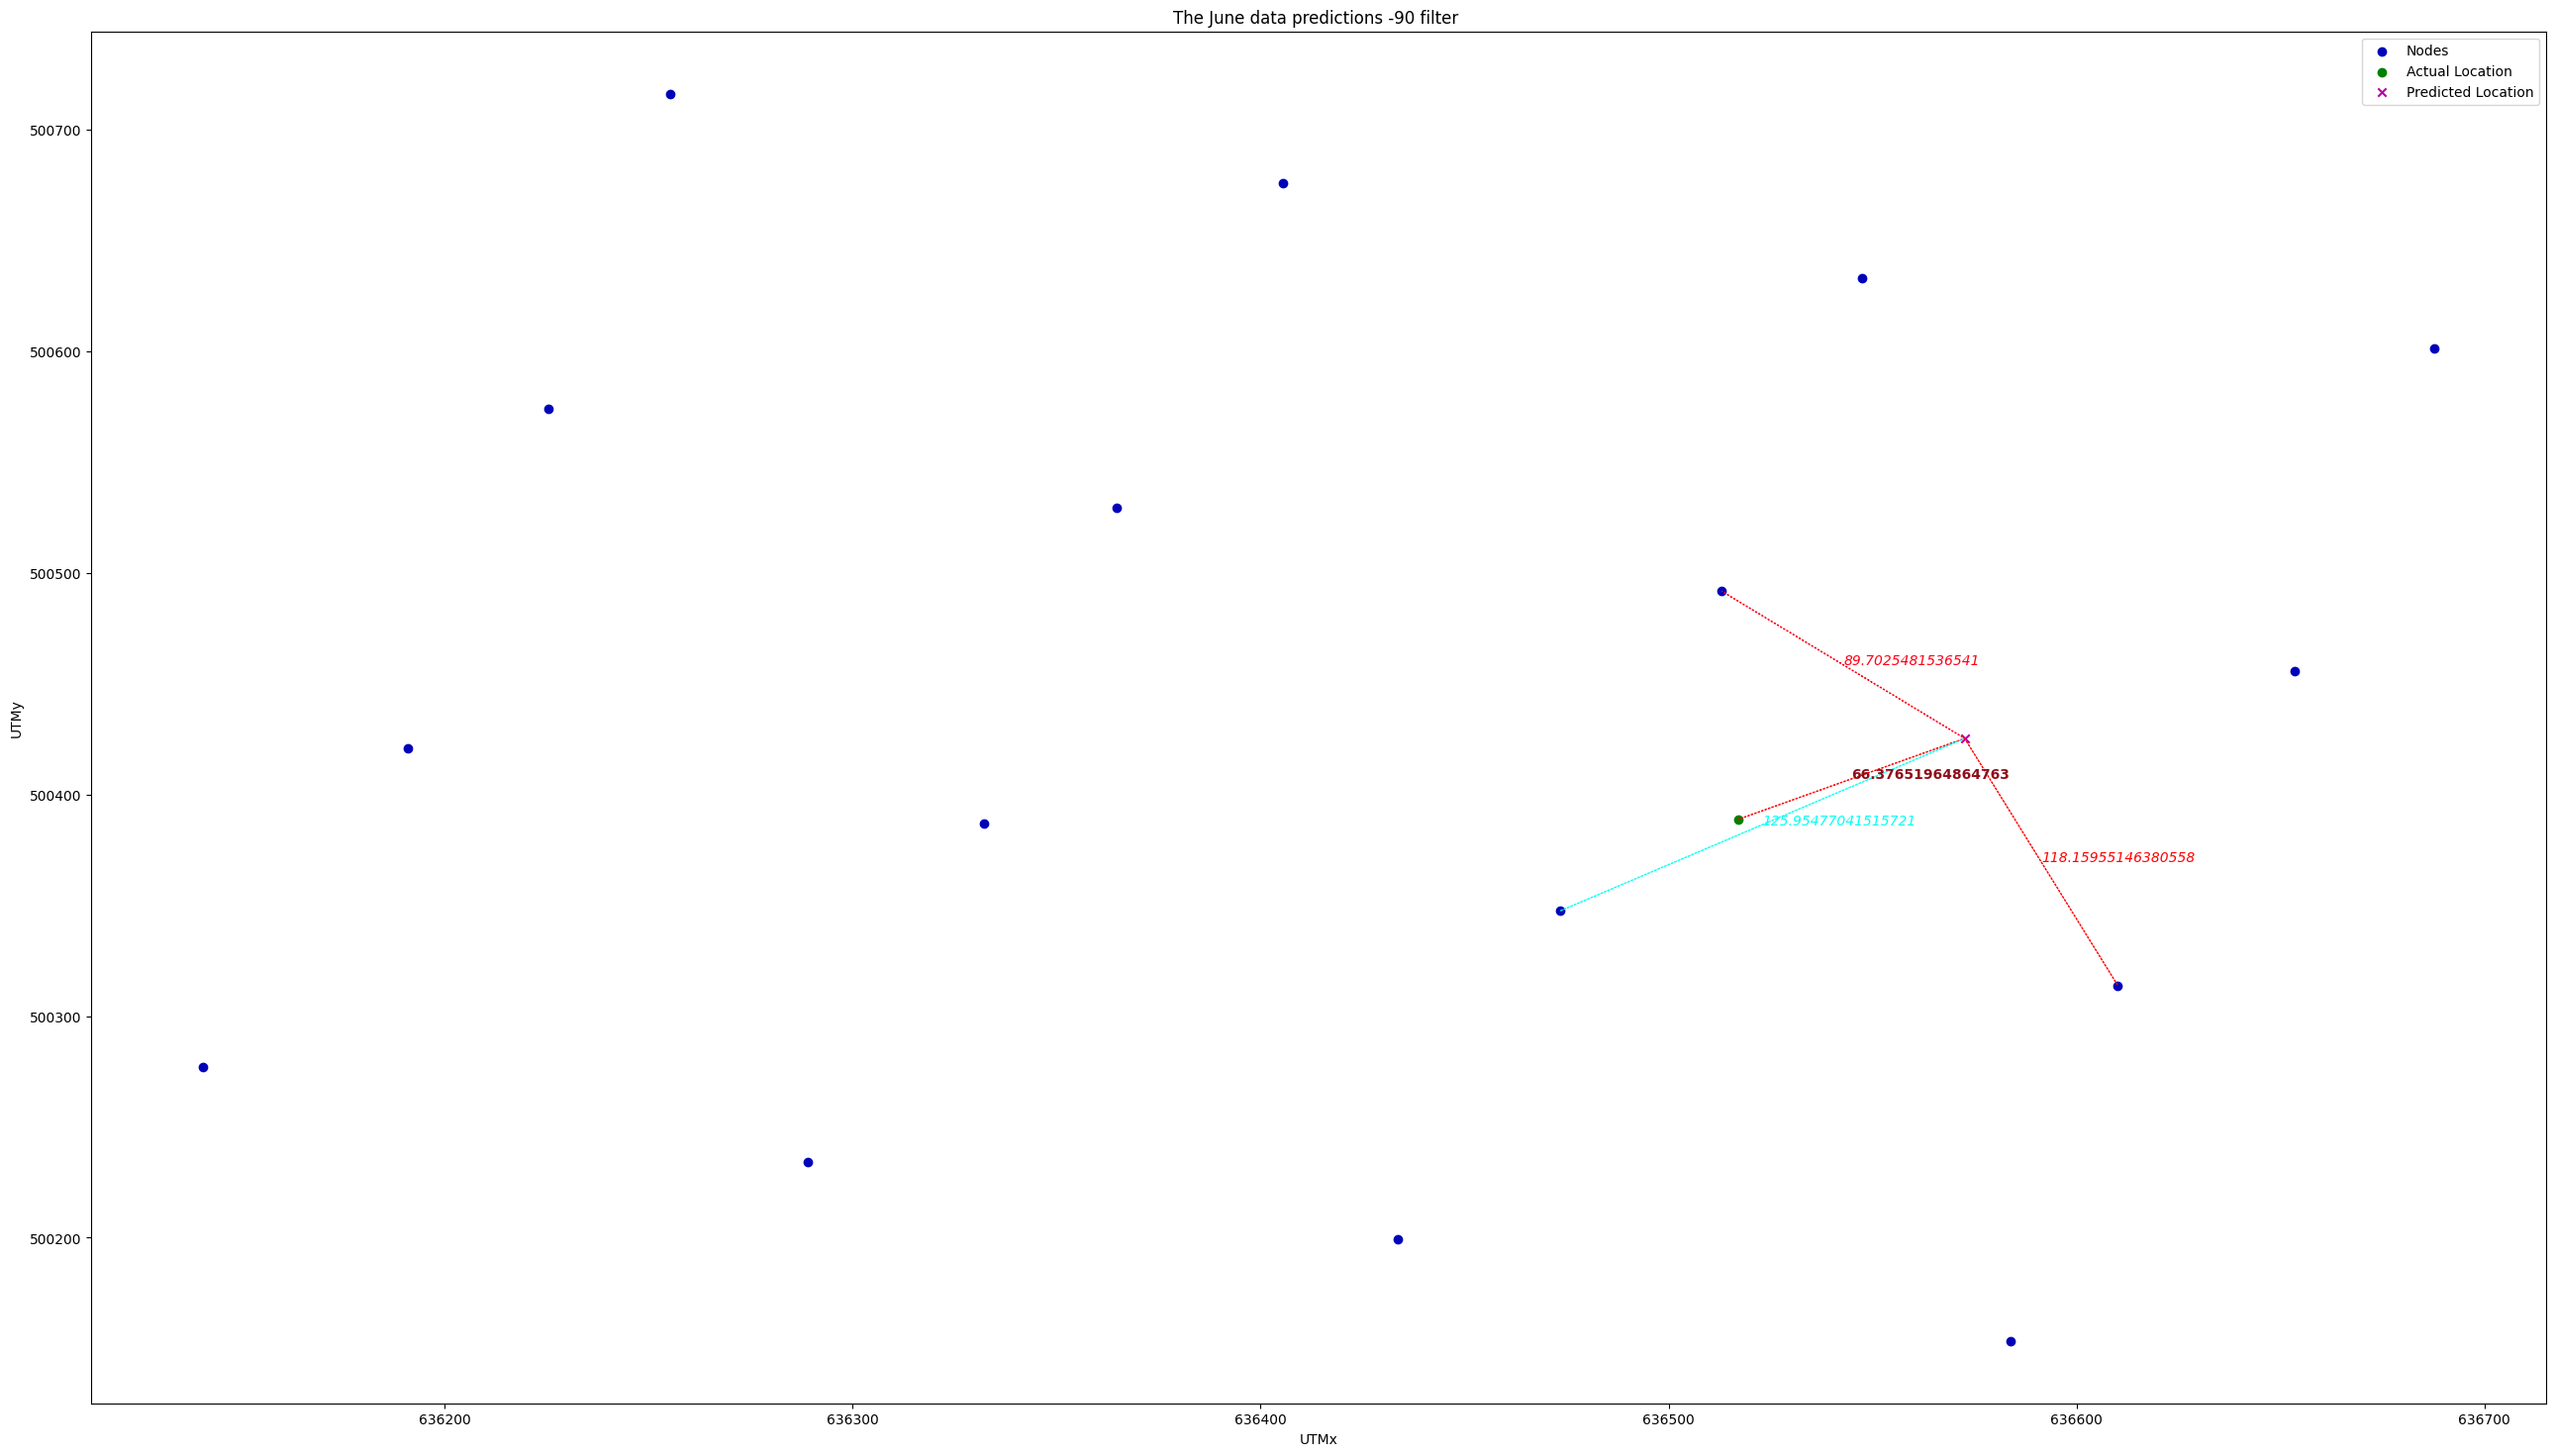 The June data predictions -90 filter
Nodes
Actual Location
Predicted Location
500700
500600
500500
500400
500300
500200
UTMy
89.7025481536541
66.37651964864763
125.95477041515721
118.15955146380558
636200
636300
636400
636500
636600
636700
UTMx